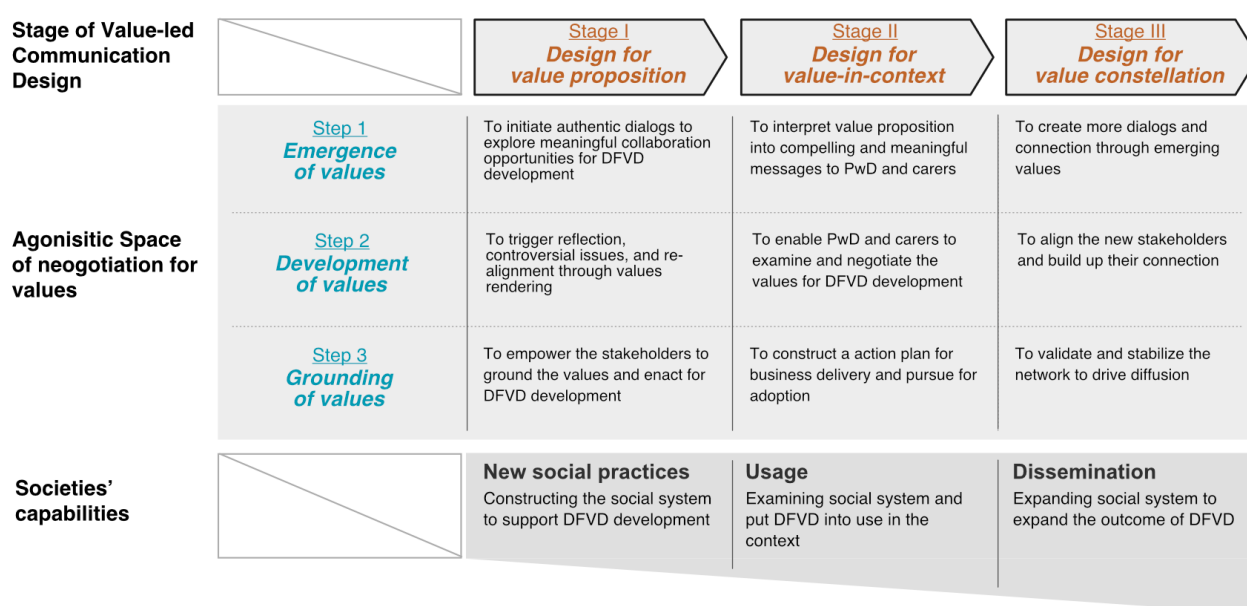 Stage of Value-led
Communication
Design
Stage I
Design for
value proposition
Stage II
Design for
value-in-context
Stage III
Design for
value constellation
Agonisitic Space
of neogotiation for
values
Step 1
Emergence
of values
To initiate authentic dialogs to
explore meaningful collaboration
opportunities for DFVD
development
To interpret value proposition
into compelling and meaningful
messages to PwD and carers
To create more dialogs and
connection through emerging
values
Step 2
Development
of values
To trigger reflection,
controversial issues, and re-
alignment through values
rendering
To enable PwD and carers to
examine and negotiate the
values for DFVD development
To align the new stakeholders
and build up their connection
Step 3
Grounding
of values
To empower the stakeholders to
ground the values and enact for
DFVD development
To construct a action plan for
business delivery and pursue for
adoption
To validate and stabilize the
network to drive diffusion
Societies'
capabilities
New social practices
Constructing the social system
to support DFVD development
Usage
Examining social system and
put DFVD into use in the
context
Dissemination
Expanding social system to
expand the outcome of DFVD